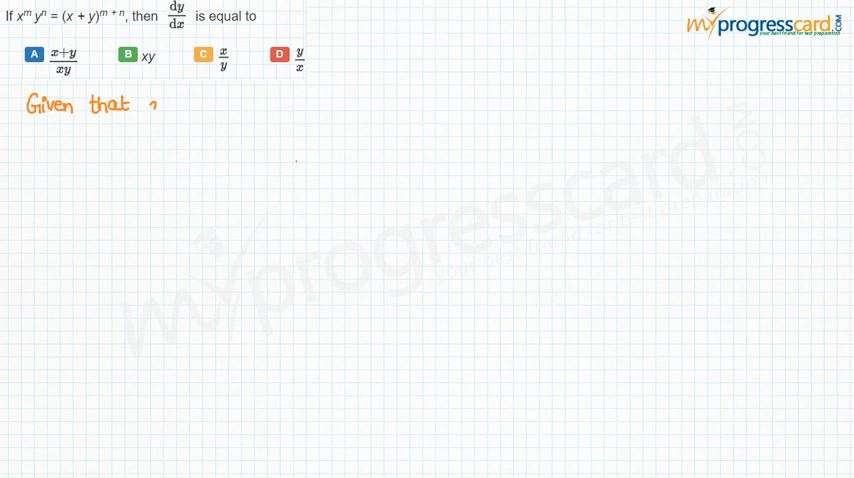 If x^m y^n = (x + y)^{m + n}, then dy/dx is equal to
A x+y/xy B xy C x/y D y/x
Given that
myprogresscard.com
your best friend for test preparation
myprogresscard.com
your best friend for test preparation